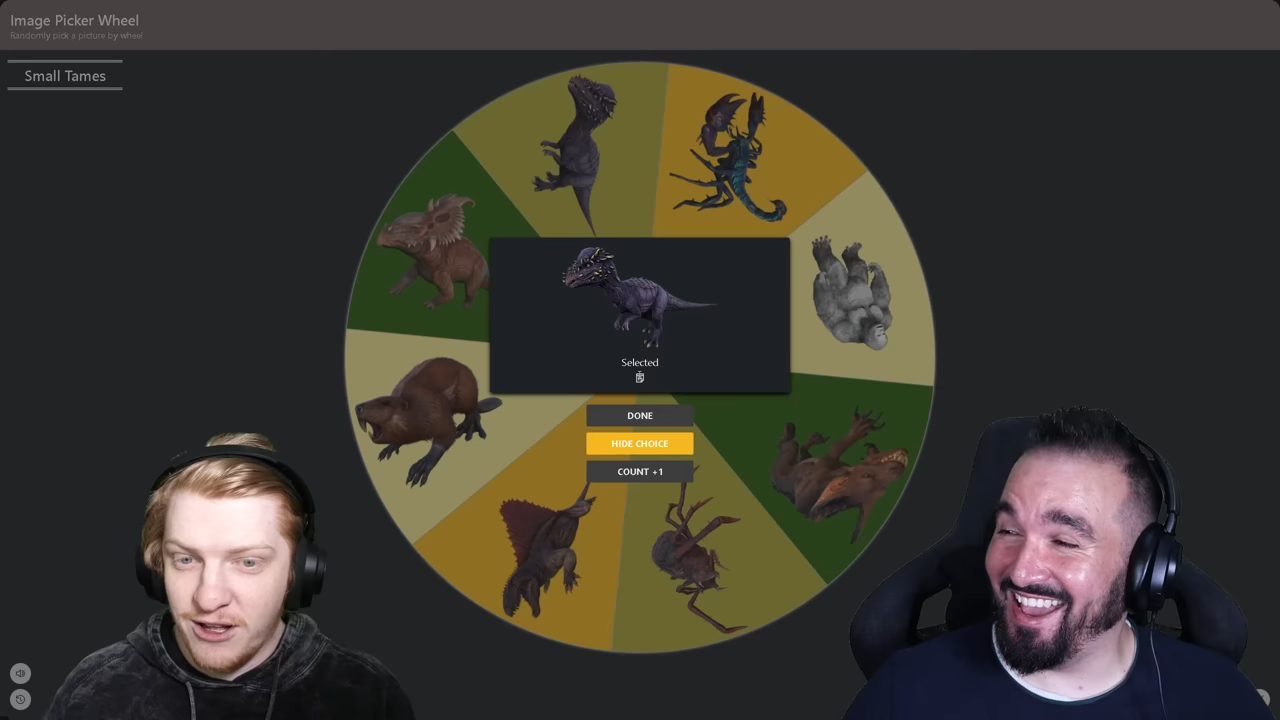 Image Picker Wheel
Randomly pick a picture by wheel
Small Tames
Selected
DONE
HIDE CHOICE
COUNT +1